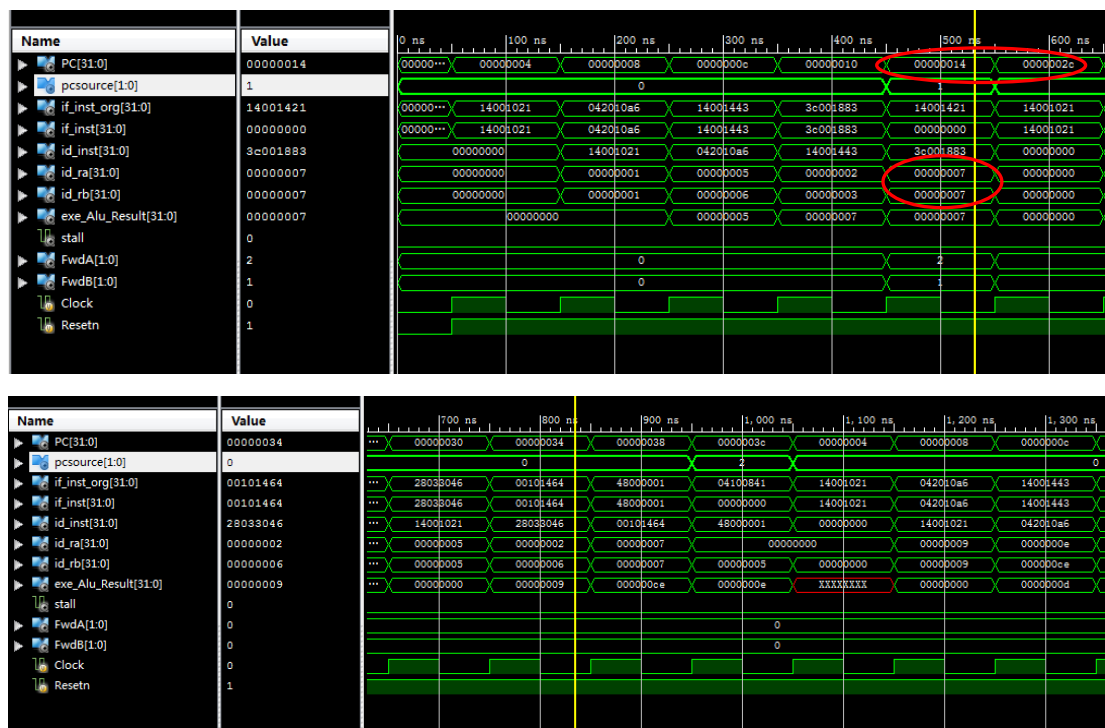 Name Value 0 ns 100 ns 200 ns 300 ns 400 ns 500 ns 600 ns
PC[31:0] 00000014 00000··· 00000004 00000008 0000000c 00000010 00000014 0000002c
pcsource[1:0] 1 0 1
if_inst_org[31:0] 14001421 00000··· 14001021 042010a6 14001443 3c001883 14001421 14001021
if_inst[31:0] 00000000 00000··· 14001021 042010a6 14001443 3c001883 00000000 14001021
id_inst[31:0] 3c001883 00000000 14001021 042010a6 14001443 3c001883 00000000
id_ra[31:0] 00000007 00000000 00000001 00000005 00000002 00000007 00000000
id_rb[31:0] 00000007 00000000 00000001 00000006 00000003 00000007 00000000
exe_Alu_Result[31:0] 00000007 00000000 00000005 00000007 00000007 00000000
stall 0
FwdA[1:0] 2 0 2
FwdB[1:0] 1 0 1
Clock 0
Resetn 1
Name Value 700 ns 800 ns 900 ns 1,000 ns 1,100 ns 1,200 ns 1,300 ns
PC[31:0] 00000034 ··· 00000030 00000034 00000038 0000003c 00000004 00000008 0000000c
pcsource[1:0] 0 0 2 0
if_inst_org[31:0] 00101464 ··· 28033046 00101464 48000001 04100841 14001021 042010a6 14001443
if_inst[31:0] 00101464 ··· 28033046 00101464 48000001 00000000 14001021 042010a6 14001443
id_inst[31:0] 28033046 ··· 14001021 28033046 00101464 48000001 00000000 14001021 042010a6
id_ra[31:0] 00000002 ··· 00000005 00000002 00000007 00000000 00000009 0000000e
id_rb[31:0] 00000006 ··· 00000005 00000006 00000007 00000005 00000000 00000009 000000ce
exe_Alu_Result[31:0] 00000009 ··· 00000000 00000009 000000ce 0000000e XXXXXXXX 00000000 0000000d
stall 0
FwdA[1:0] 0 0
FwdB[1:0] 0 0
Clock 0
Resetn 1